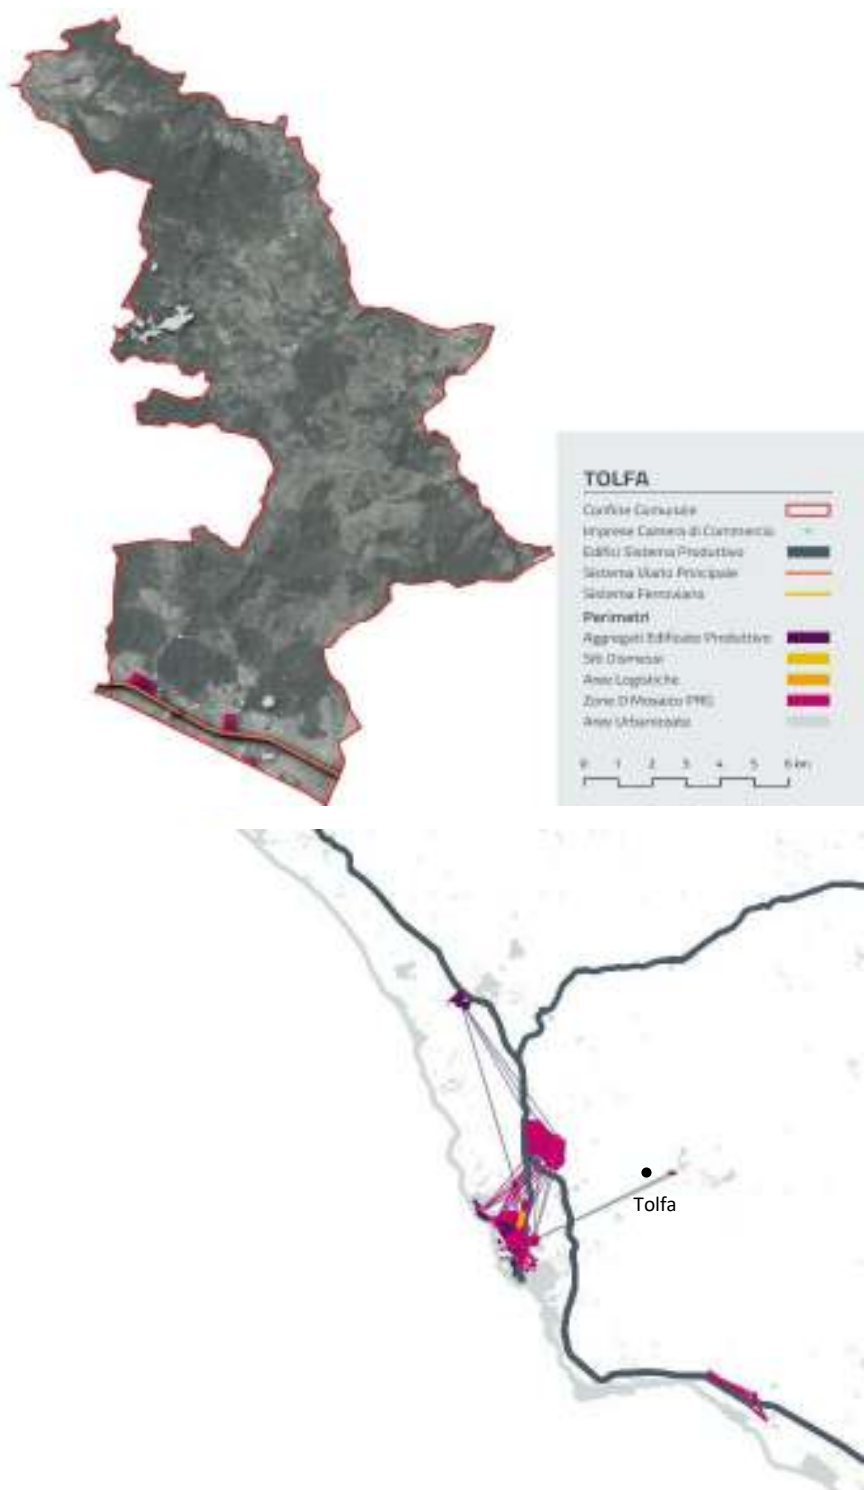 TOLFA
Confine Comunale
Imprese Camera di Commercio
Edifici Sistema Produttivo
Sistema Viario Principale
Sistema Ferroviario
Perimetri
Aggregati Edificato Produttivo
Siti Dismessi
Aree Logistiche
Zone D Mosaico PRG
Aree Urbanizzate
0 1 2 3 4 5 6 km
Tolfa